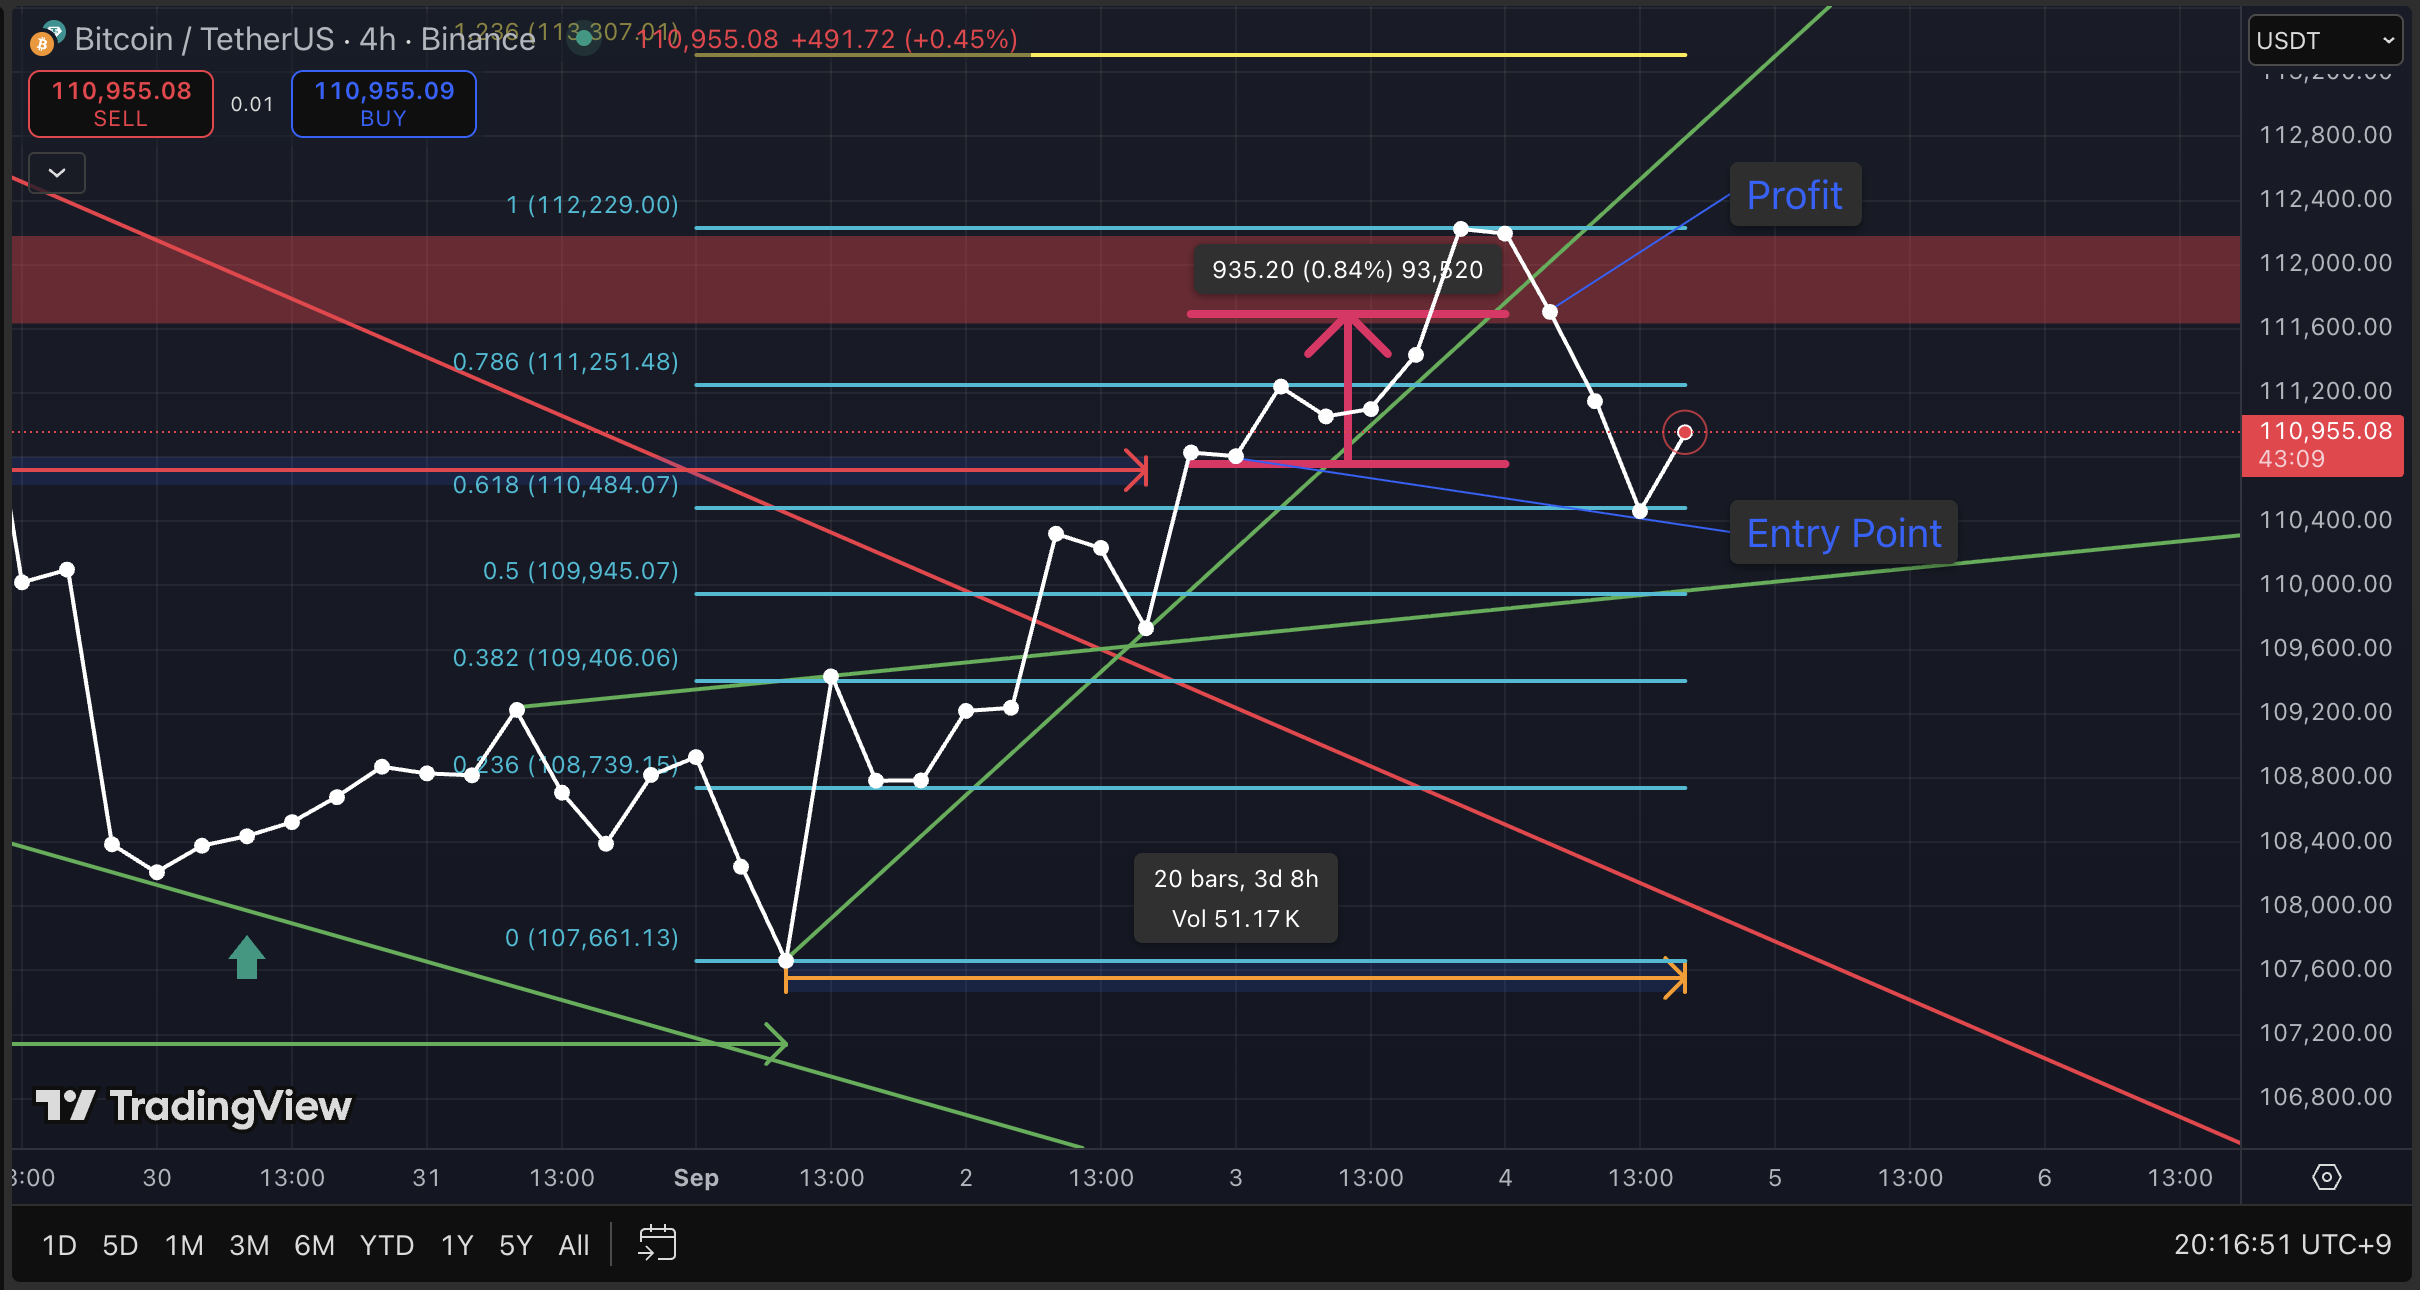 Bitcoin / TetherUS · 4h · Binance
110,955.08 +491.72 (+0.45%)
1.236 (113,307.01)
USDT
110,955.08
SELL
0.01
110,955.09
BUY
113,200.00
112,800.00
112,400.00
112,000.00
111,600.00
111,200.00
110,955.08
43:09
110,400.00
110,000.00
109,600.00
109,200.00
108,800.00
108,400.00
108,000.00
107,600.00
107,200.00
106,800.00
1 (112,229.00)
0.786 (111,251.48)
0.618 (110,484.07)
0.5 (109,945.07)
0.382 (109,406.06)
0.236 (108,739.15)
0 (107,661.13)
Profit
935.20 (0.84%) 93,520
Entry Point
20 bars, 3d 8h
Vol 51.17 K
TradingView
3:00 30 13:00 31 13:00 Sep 13:00 2 13:00 3 13:00 4 13:00 5 13:00 6 13:00
1D 5D 1M 3M 6M YTD 1Y 5Y All
20:16:51 UTC+9